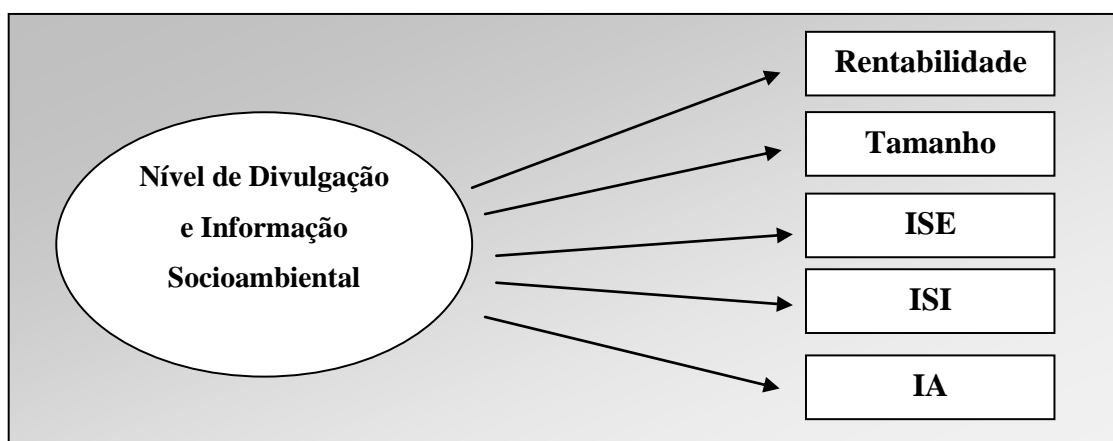 Nível de Divulgação
e Informação
Socioambiental
Rentabilidade
Tamanho
ISE
ISI
IA